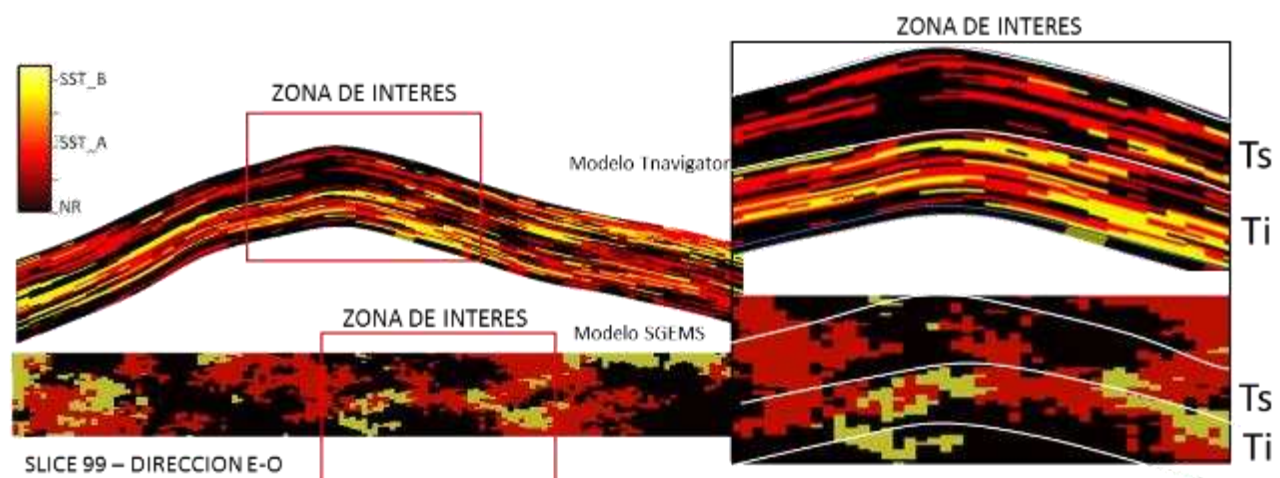 ZONA DE INTERES
ZONA DE INTERES
SST_B
SST_A
NR
Modelo Tnavigator
Ts
Ti
ZONA DE INTERES
Modelo SGEMS
Ts
Ti
SLICE 99 – DIRECCION E-O